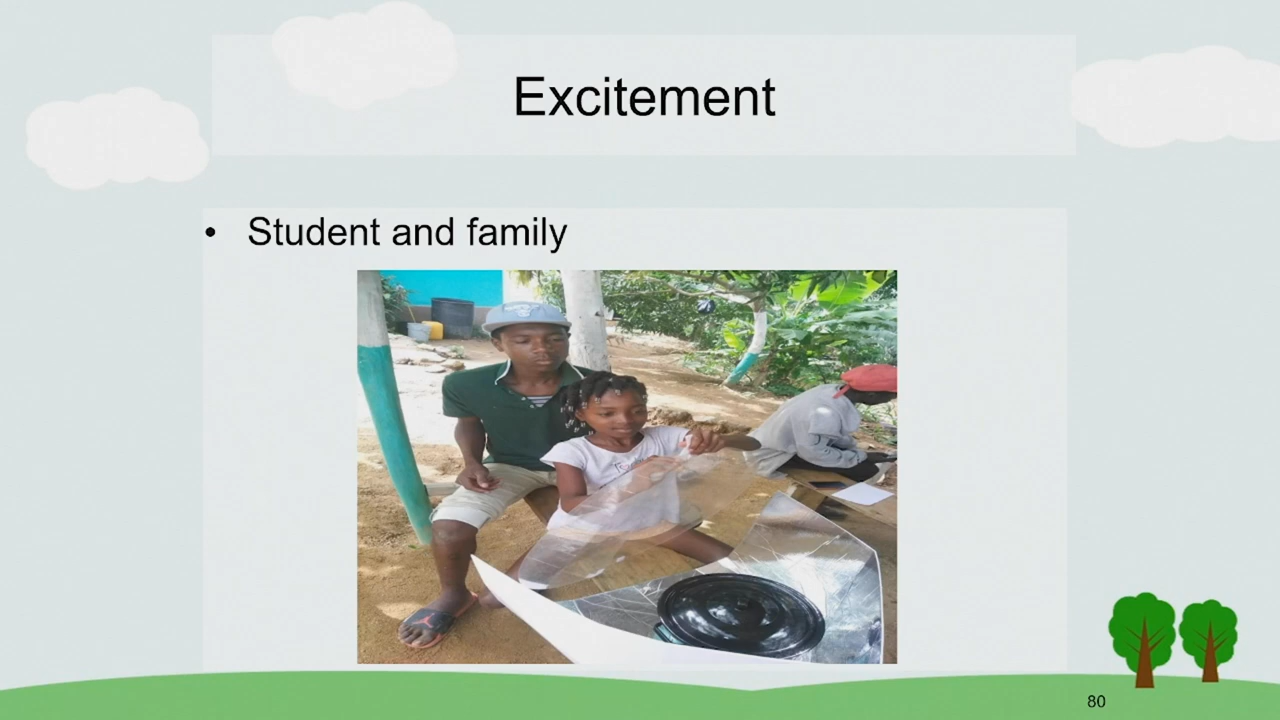 Excitement
• Student and family
80